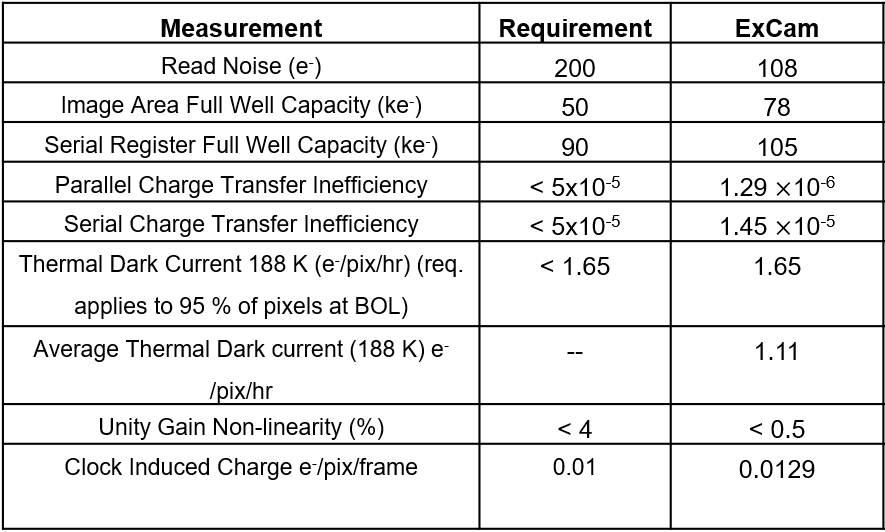 Measurement Requirement ExCam
Read Noise (e⁻) 200 108
Image Area Full Well Capacity (ke⁻) 50 78
Serial Register Full Well Capacity (ke⁻) 90 105
Parallel Charge Transfer Inefficiency < 5x10⁻⁵ 1.29 ×10⁻⁶
Serial Charge Transfer Inefficiency < 5x10⁻⁵ 1.45 ×10⁻⁵
Thermal Dark Current 188 K (e⁻/pix/hr) (req. < 1.65 1.65
applies to 95 % of pixels at BOL)
Average Thermal Dark current (188 K) e⁻ -- 1.11
/pix/hr
Unity Gain Non-linearity (%) < 4 < 0.5
Clock Induced Charge e⁻/pix/frame 0.01 0.0129